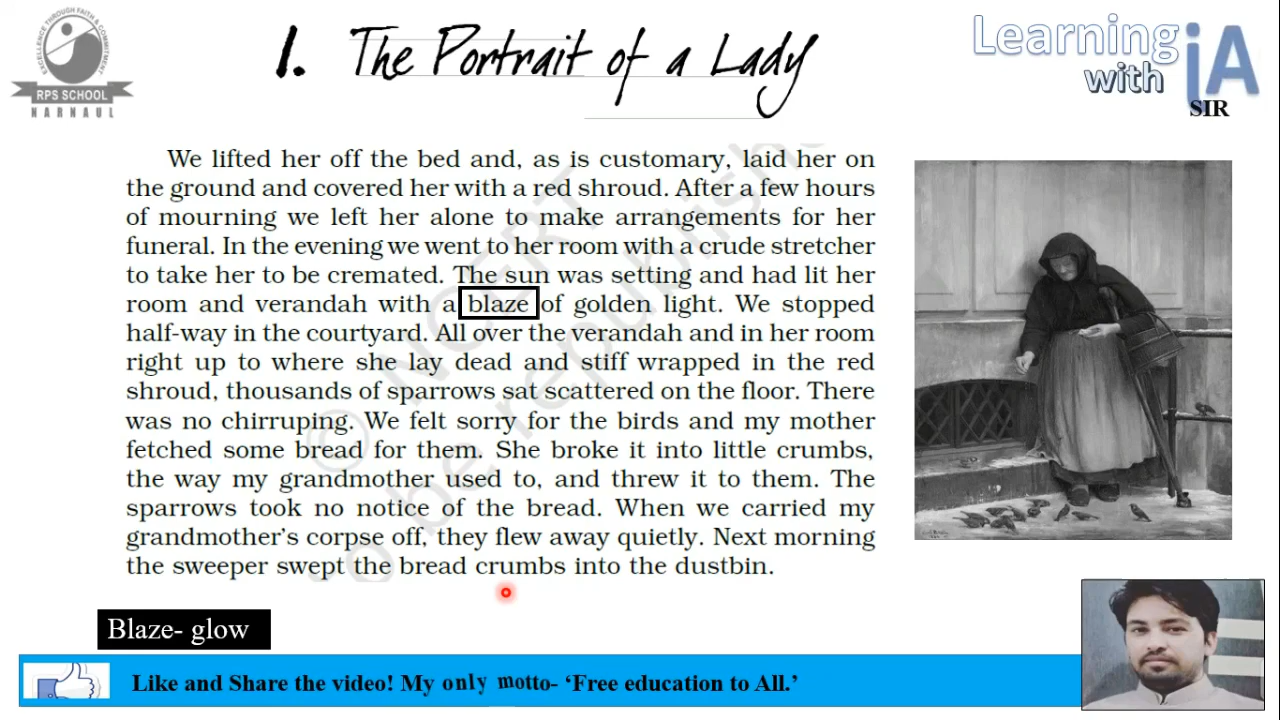 EXCELLENCE THROUGH FAITH & COMMITMENT
RPS SCHOOL
NARNAUL
1. The Portrait of a Lady
Learning
with iA
SIR
We lifted her off the bed and, as is customary, laid her on
the ground and covered her with a red shroud. After a few hours
of mourning we left her alone to make arrangements for her
funeral. In the evening we went to her room with a crude stretcher
to take her to be cremated. The sun was setting and had lit her
room and verandah with a blaze of golden light. We stopped
half-way in the courtyard. All over the verandah and in her room
right up to where she lay dead and stiff wrapped in the red
shroud, thousands of sparrows sat scattered on the floor. There
was no chirruping. We felt sorry for the birds and my mother
fetched some bread for them. She broke it into little crumbs,
the way my grandmother used to, and threw it to them. The
sparrows took no notice of the bread. When we carried my
grandmother's corpse off, they flew away quietly. Next morning
the sweeper swept the bread crumbs into the dustbin.
© NCERT
o be republishe
Blaze- glow
Like and Share the video! My only motto- ‘Free education to All.’